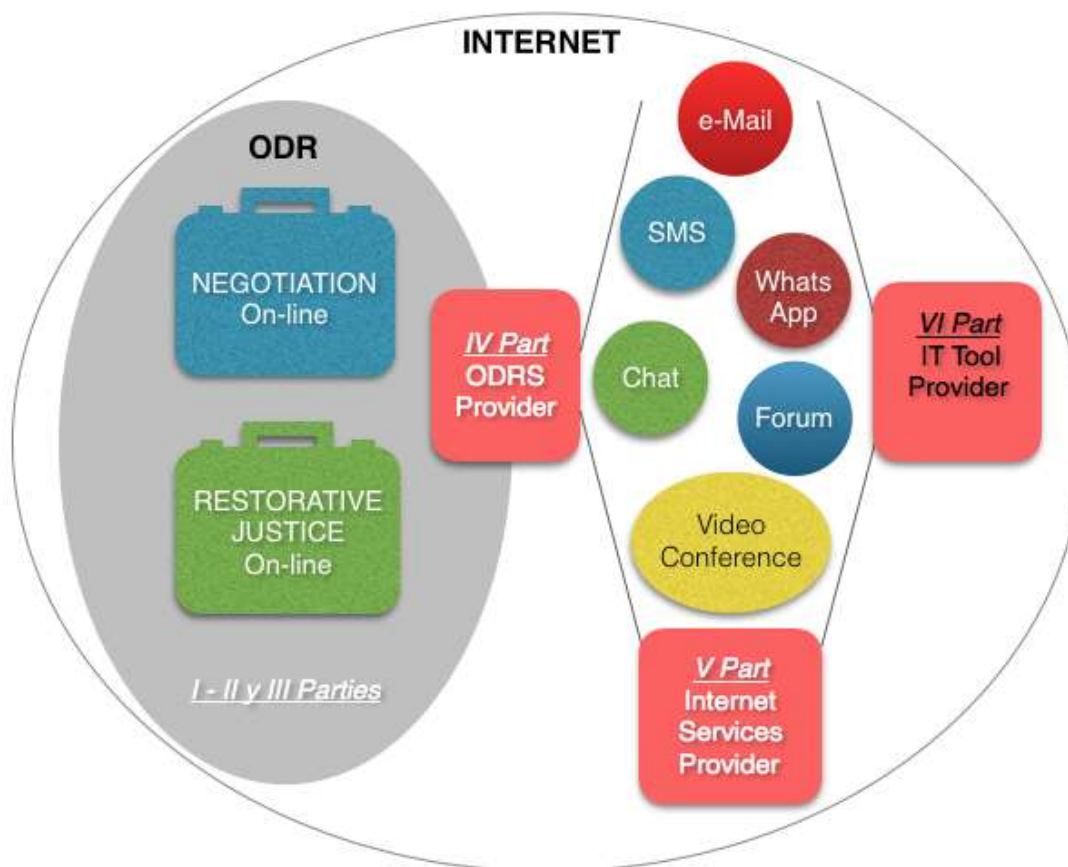 INTERNET
ODR
NEGOTIATION
On-line
RESTORATIVE
JUSTICE
On-line
I - II y III Parties
IV Part
ODRS
Provider
e-Mail
SMS
Whats
App
Chat
Forum
Video
Conference
V Part
Internet
Services
Provider
VI Part
IT Tool
Provider